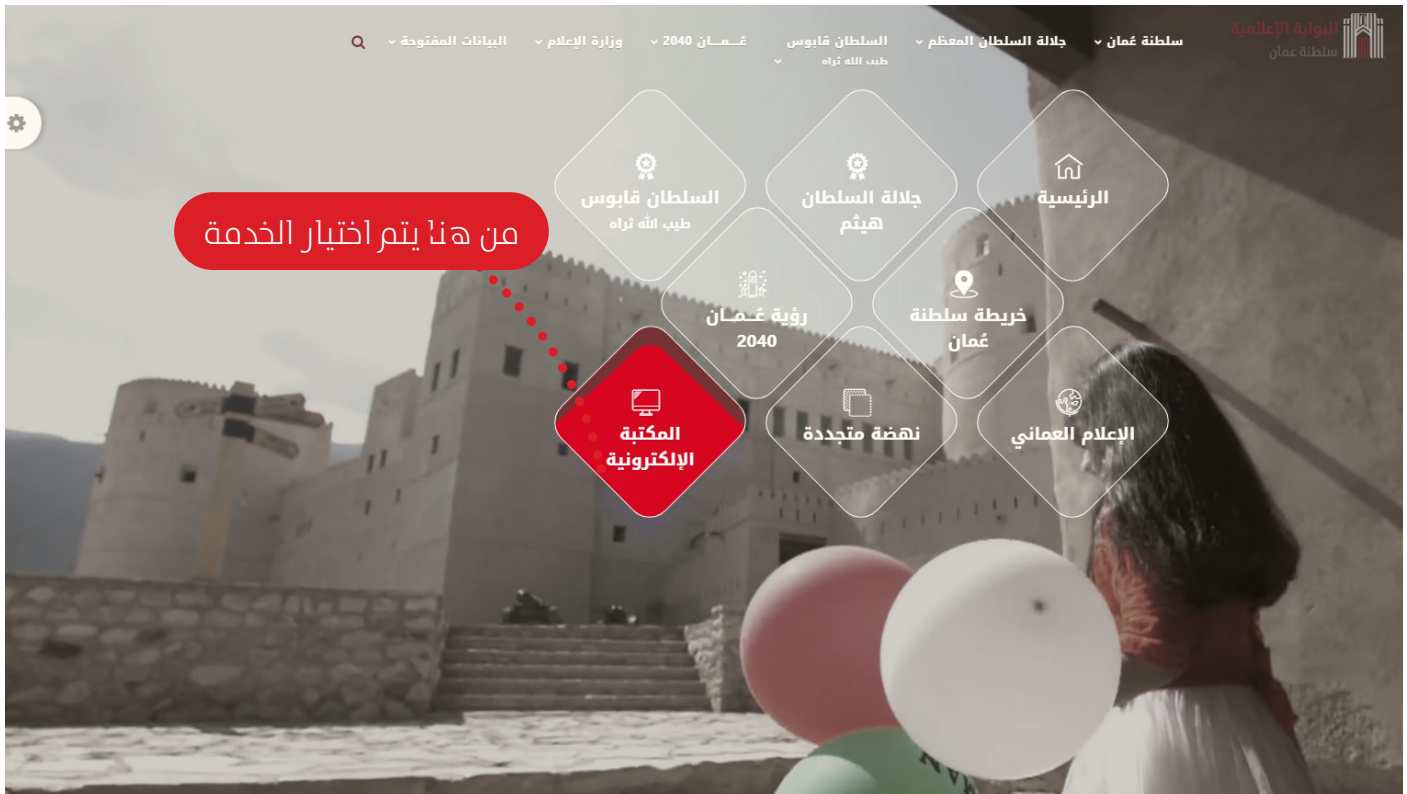 البوابة الإعلامية
سلطنة عمان
سلطنة عُمان
جلالة السلطان المعظم
السلطان قابوس
طيب الله ثراه
عُـــمـــان 2040
وزارة الإعلام
البيانات المفتوحة
الرئيسية
جلالة السلطان
هيثم
السلطان قابوس
طيب الله ثراه
من هنا يتم اختيار الخدمة
خريطة سلطنة
عُمان
رؤية عُــمــان
2040
الإعلام العماني
نهضة متجددة
المكتبة
الإلكترونية